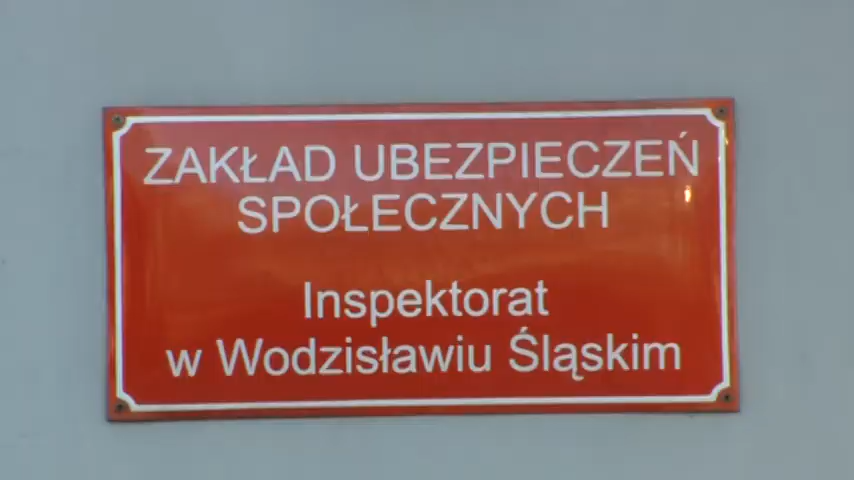 ZAKŁAD UBEZPIECZEŃ
SPOŁECZNYCH
Inspektorat
w Wodzisławiu Śląskim